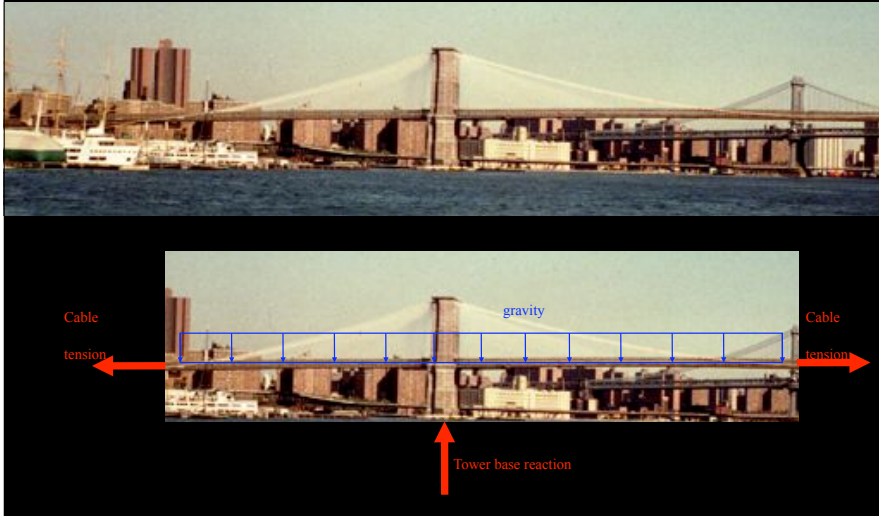 gravity
Cable
tension
Cable
tension
Tower base reaction